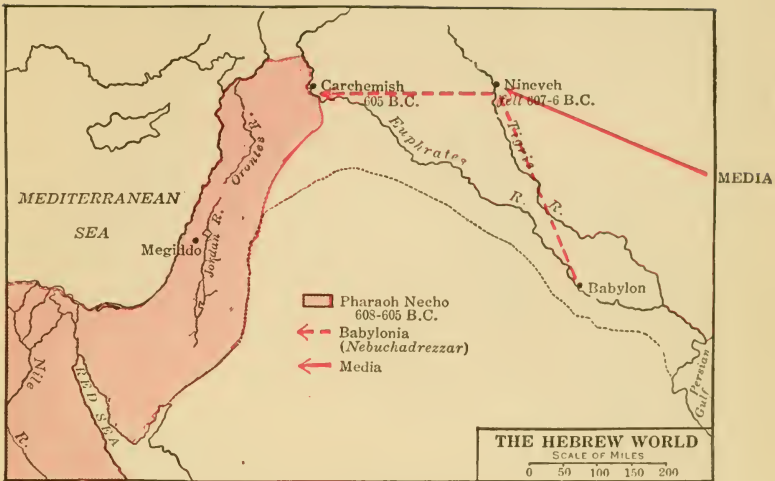 Carchemish
605 B.C.
Nineveh
fell 607-6 B.C.
Euphrates
R.
Tigris
R.
MEDIA
Orontes
R.
MEDITERRANEAN
SEA
Megiddo
Jordan R.
Babylon
Pharaoh Necho
608-605 B.C.
Babylonia
(Nebuchadrezzar)
Media
Nile
R.
RED SEA
Persian
Gulf
THE HEBREW WORLD
SCALE OF MILES
0 50 100 150 200